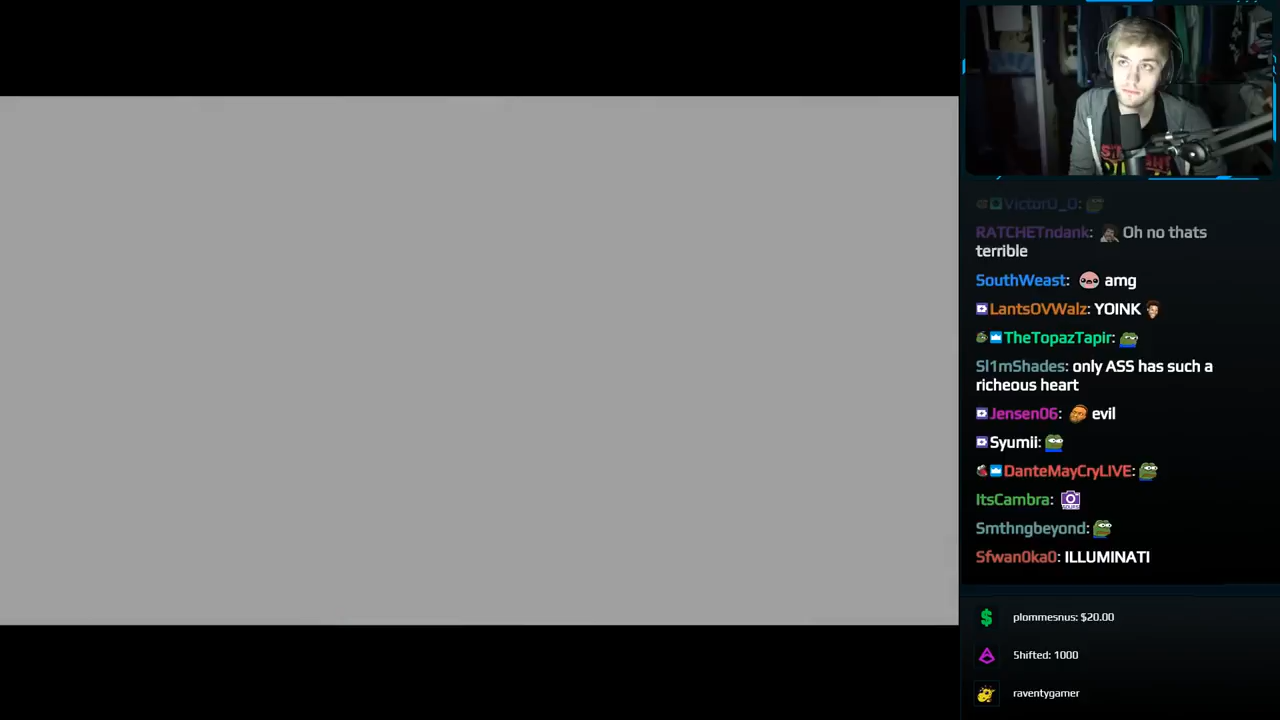 VictorO_O:
RATCHETndank: Oh no thats
terrible
SouthWeast: amg
LantsOVWalz: YOINK
TheTopazTapir:
Sl1mShades: only ASS has such a
richeous heart
Jensen06: evil
Syumii:
DanteMayCryLIVE:
ItsCambra:
Smthngbeyond:
Sfwan0ka0: ILLUMINATI
plommesnus: $20.00
Shifted: 1000
raventygamer